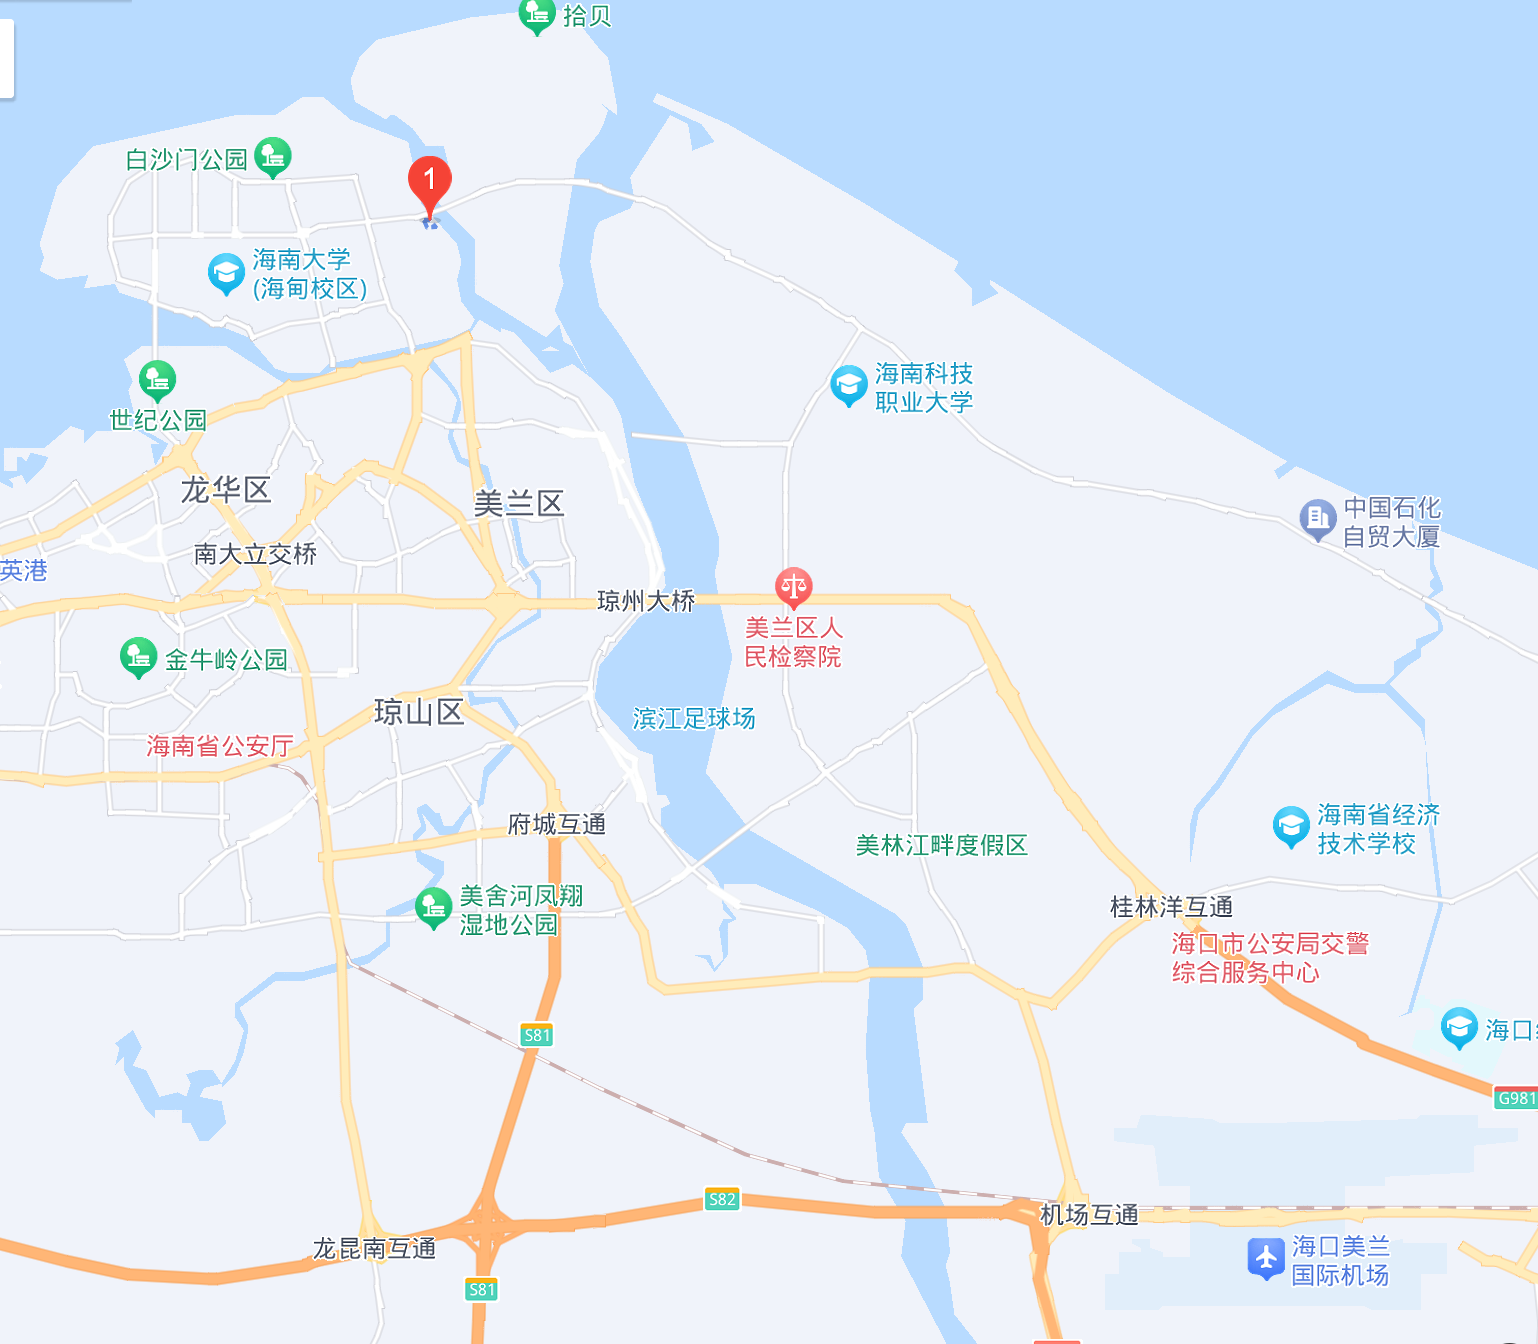 拾贝
白沙门公园
1
海南大学
(海甸校区)
海南科技
职业大学
世纪公园
龙华区
美兰区
中国石化
自贸大厦
南大立交桥
英港
琼州大桥
美兰区人
民检察院
金牛岭公园
琼山区
滨江足球场
海南省公安厅
府城互通
美林江畔度假区
海南省经济
技术学校
美舍河凤翔
湿地公园
桂林洋互通
海口市公安局交警
综合服务中心
海口
S81
G981
S82
机场互通
龙昆南互通
海口美兰
国际机场
S81